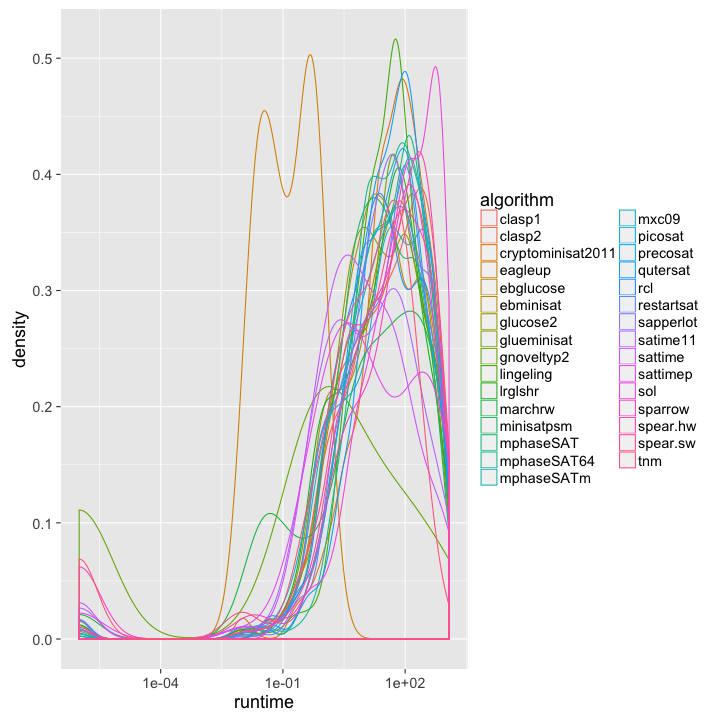 0.5
0.4
0.3
0.2
0.1
0.0
density
1e-04
1e-01
1e+02
runtime
algorithm
clasp1
clasp2
cryptominisat2011
eagleup
ebglucose
ebminisat
glucose2
glueminisat
gnoveltyp2
lingeling
lrglshr
marchrw
minisatpsm
mphaseSAT
mphaseSAT64
mphaseSATm
mxc09
picosat
precosat
qutersat
rcl
restartsat
sapperlot
satime11
sattime
sattimep
sol
sparrow
spear.hw
spear.sw
tnm